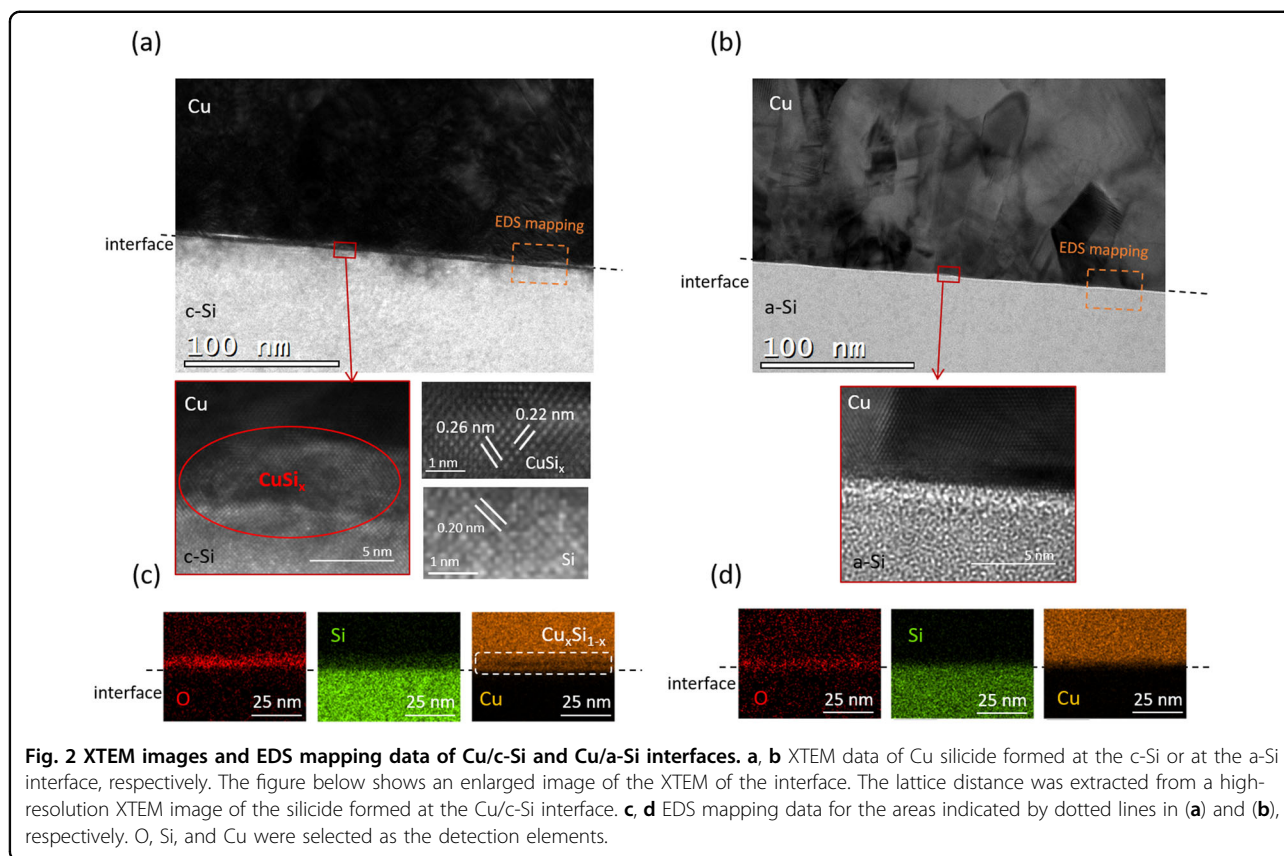 (a)
Cu
EDS mapping
interface
c-Si
100 nm
Cu
CuSiₓ
c-Si
5 nm
0.26 nm
0.22 nm
1 nm
CuSiₓ
0.20 nm
1 nm
Si
(b)
Cu
EDS mapping
interface
a-Si
100 nm
Cu
a-Si
5 nm
(c)
interface
O
25 nm
Si
25 nm
CuₓSi₁₋ₓ
Cu
25 nm
(d)
interface
O
25 nm
Si
25 nm
Cu
25 nm
Fig. 2 XTEM images and EDS mapping data of Cu/c-Si and Cu/a-Si interfaces. a, b XTEM data of Cu silicide formed at the c-Si or at the a-Si
interface, respectively. The figure below shows an enlarged image of the XTEM of the interface. The lattice distance was extracted from a high-
resolution XTEM image of the silicide formed at the Cu/c-Si interface. c, d EDS mapping data for the areas indicated by dotted lines in (a) and (b),
respectively. O, Si, and Cu were selected as the detection elements.